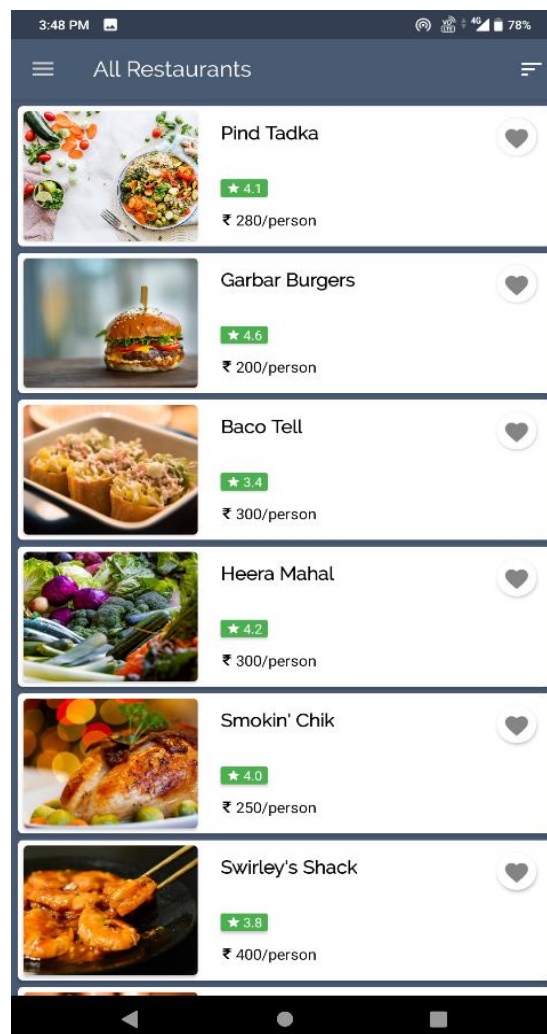 3:48 PM 4G 78%
All Restaurants
Pind Tadka
★ 4.1
₹ 280/person
Garbar Burgers
★ 4.6
₹ 200/person
Baco Tell
★ 3.4
₹ 300/person
Heera Mahal
★ 4.2
₹ 300/person
Smokin' Chik
★ 4.0
₹ 250/person
Swirley's Shack
★ 3.8
₹ 400/person